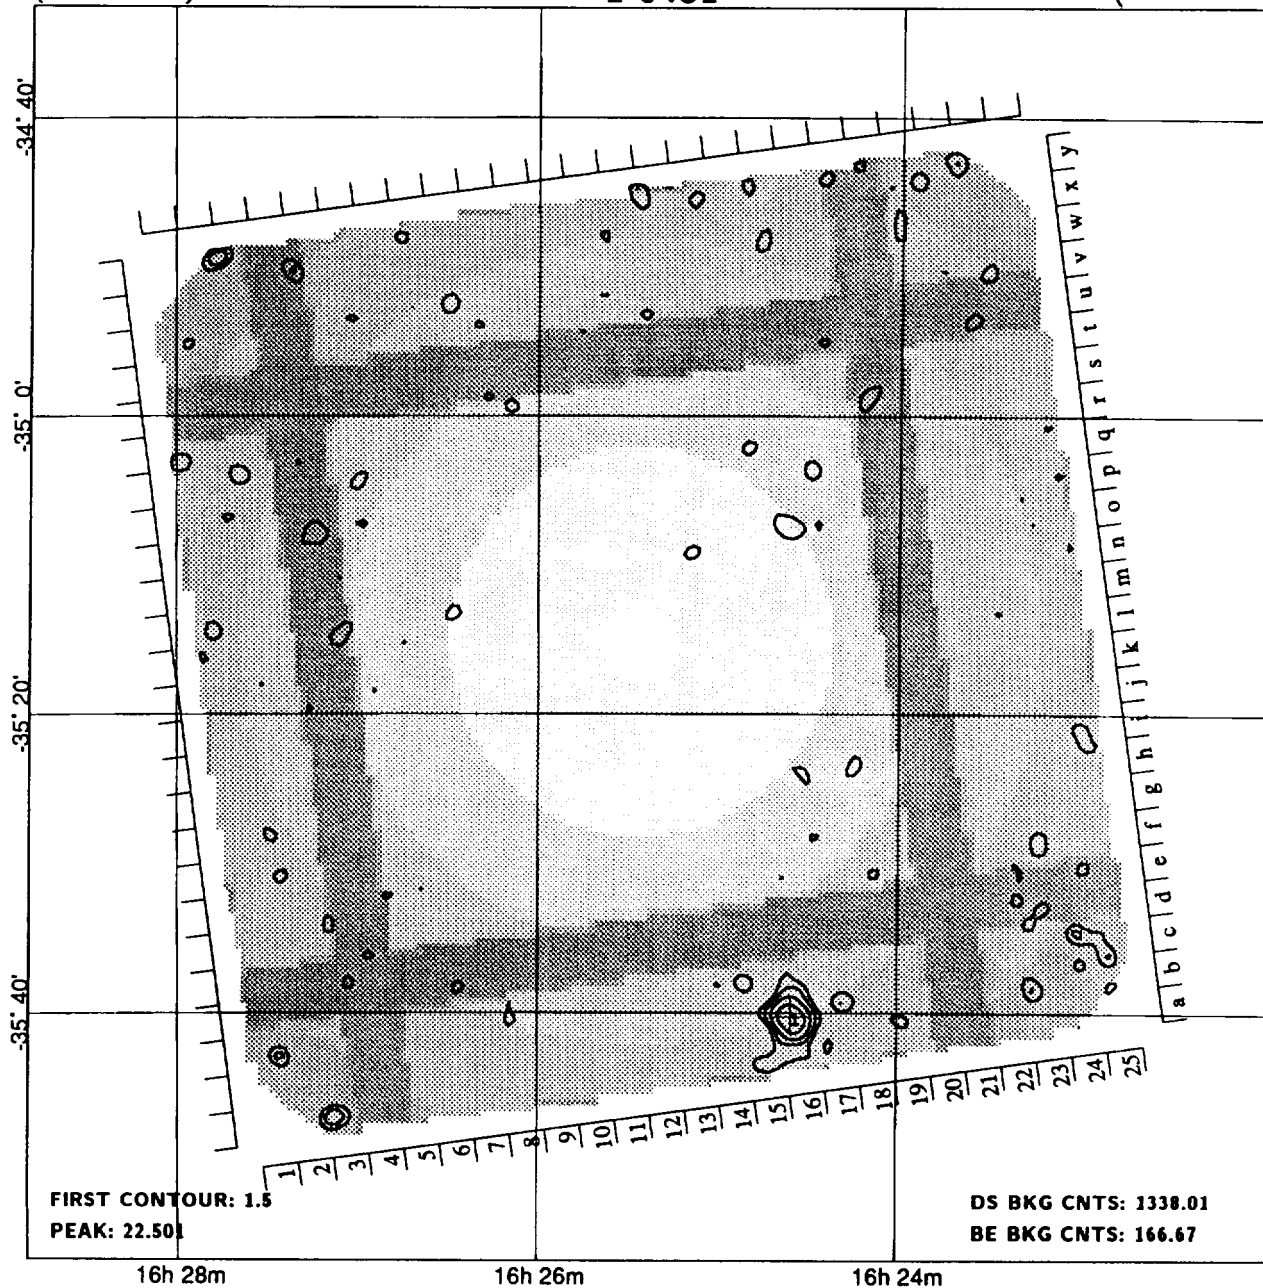 -34° 40'
-35° 0'
-35° 20'
-35° 40'
a b c d e f g h i j k l m n o p q r s t u v w x y
1 2 3 4 5 6 7 8 9 10 11 12 13 14 15 16 17 18 19 20 21 22 23 24 25
FIRST CONTOUR: 1.5
PEAK: 22.501
DS BKG CNTS: 1338.01
BE BKG CNTS: 166.67
16h 28m
16h 26m
16h 24m